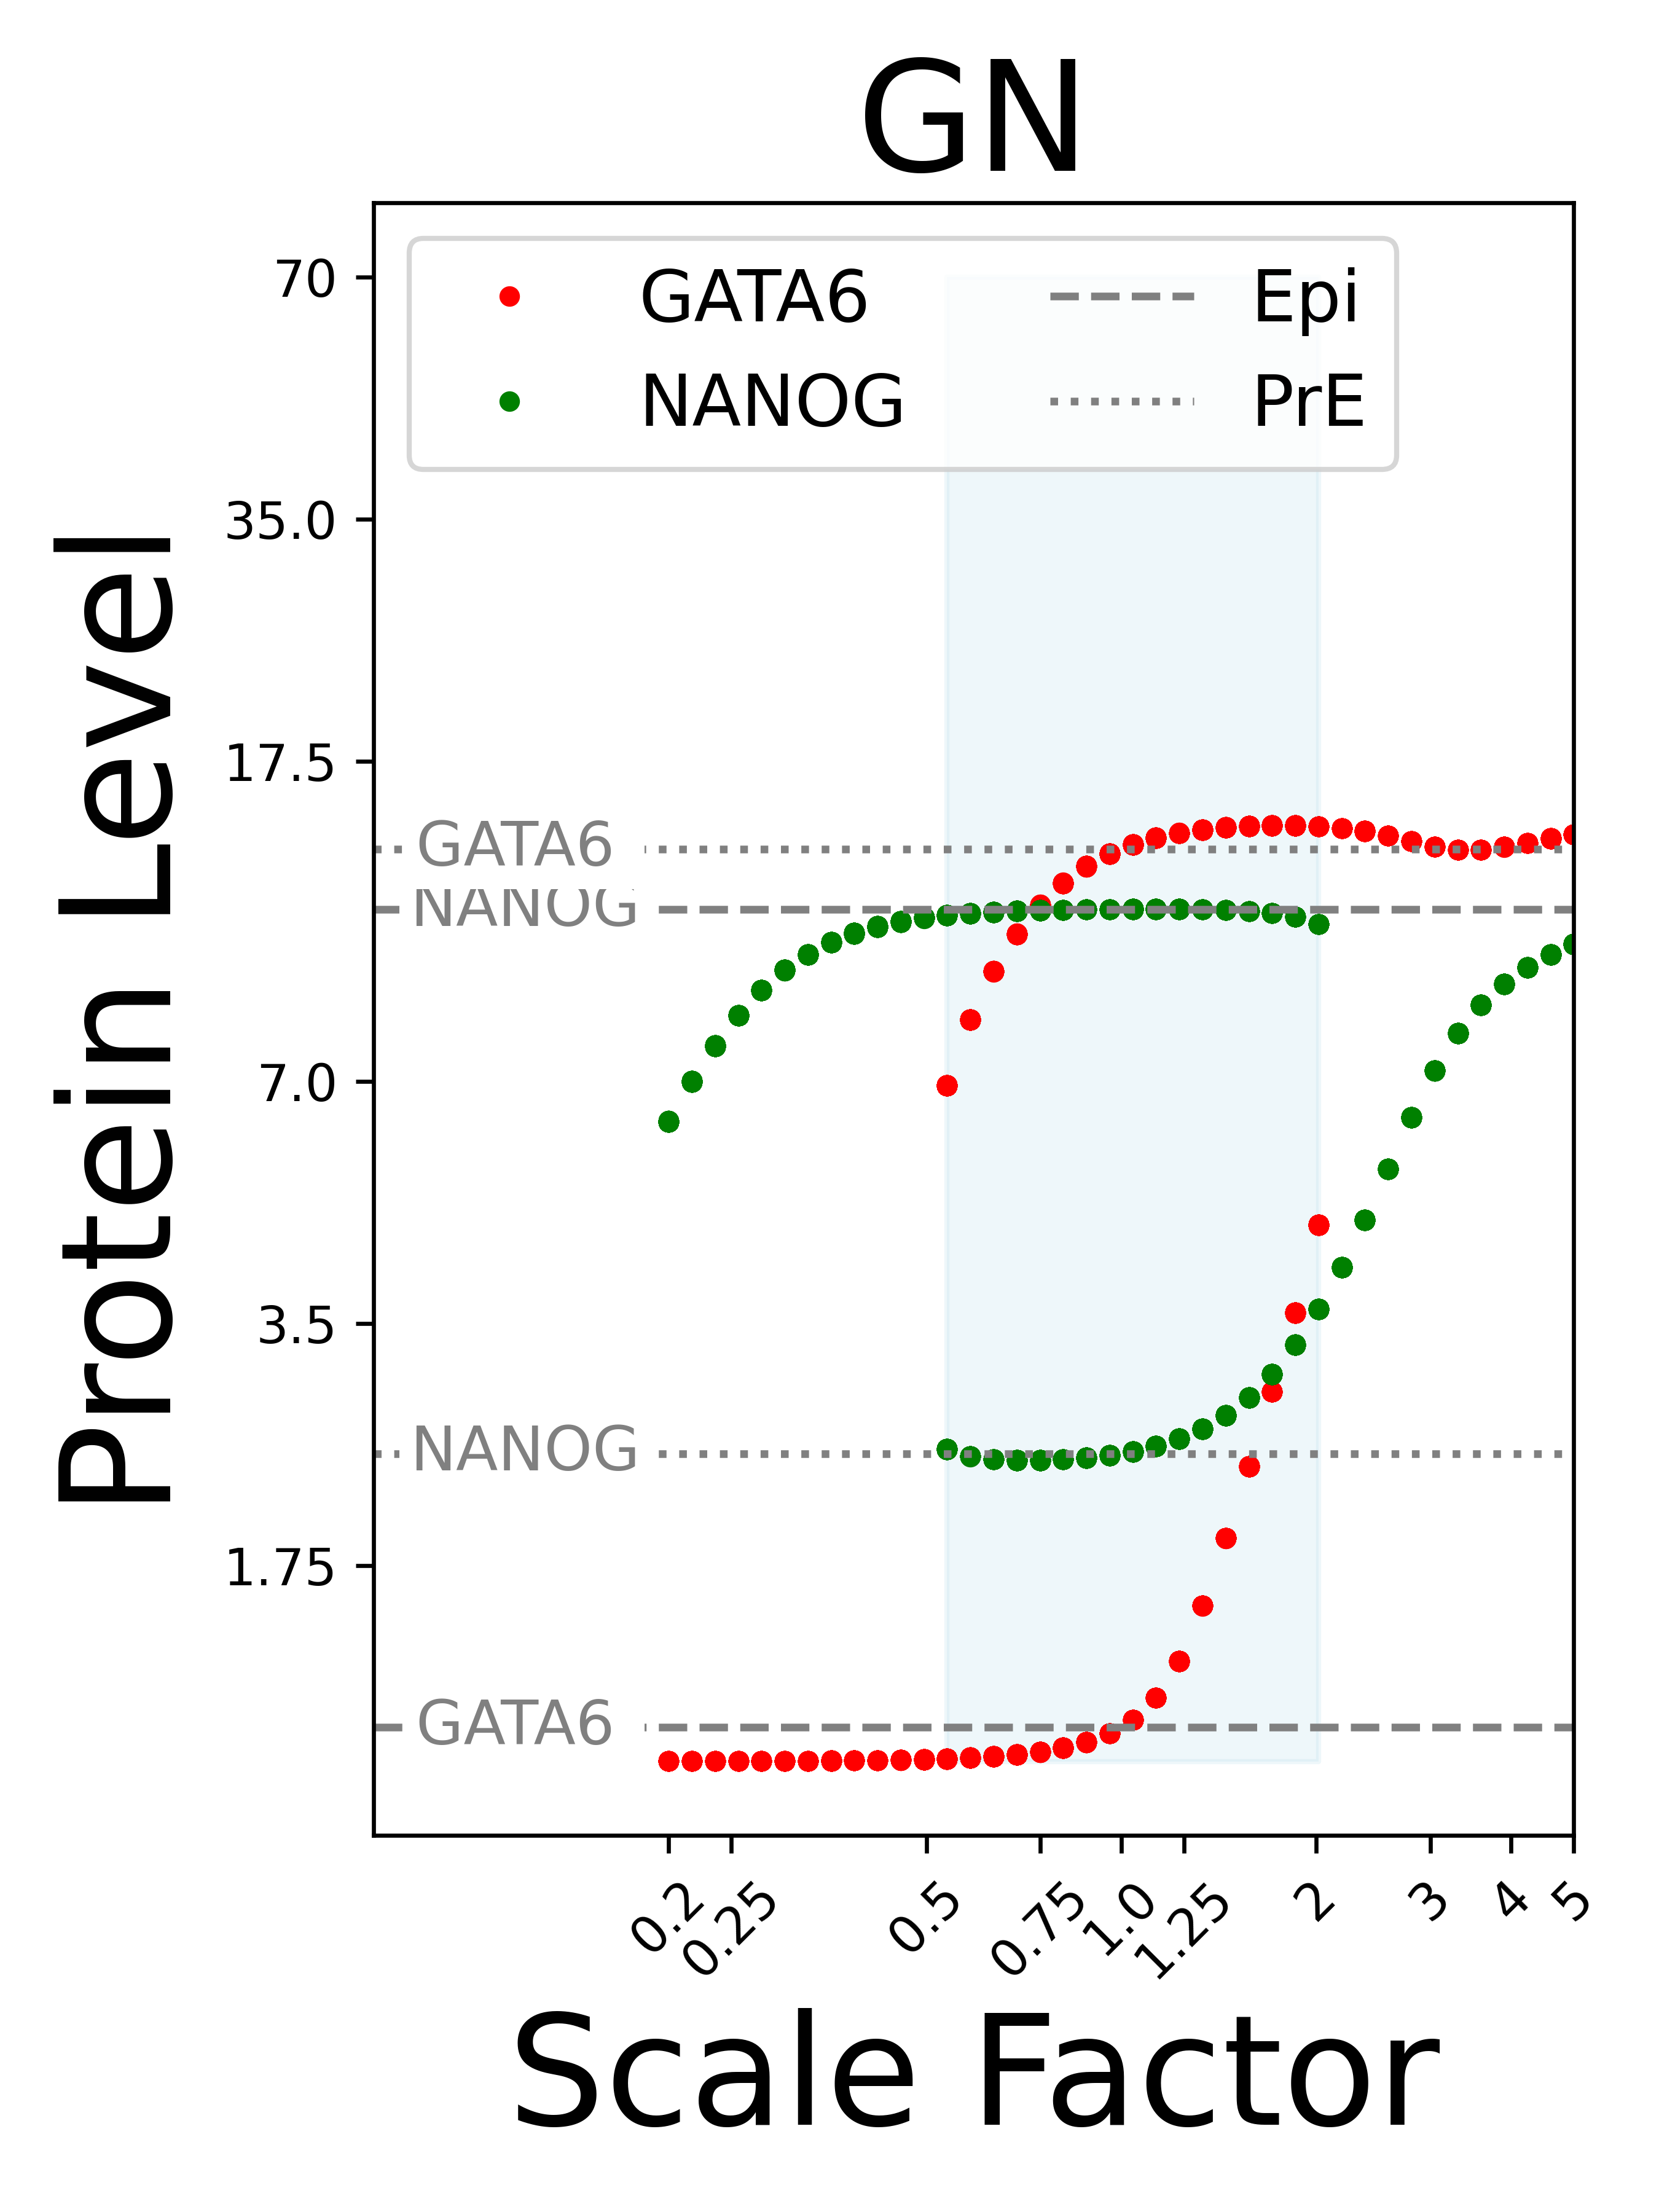 GN
GATA6
NANOG
Epi
PrE
Protein Level
70
35.0
17.5
7.0
3.5
1.75
GATA6
NANOG
NANOG
GATA6
0.2
0.25
0.5
0.75
1.0
1.25
2
3
4
5
Scale Factor